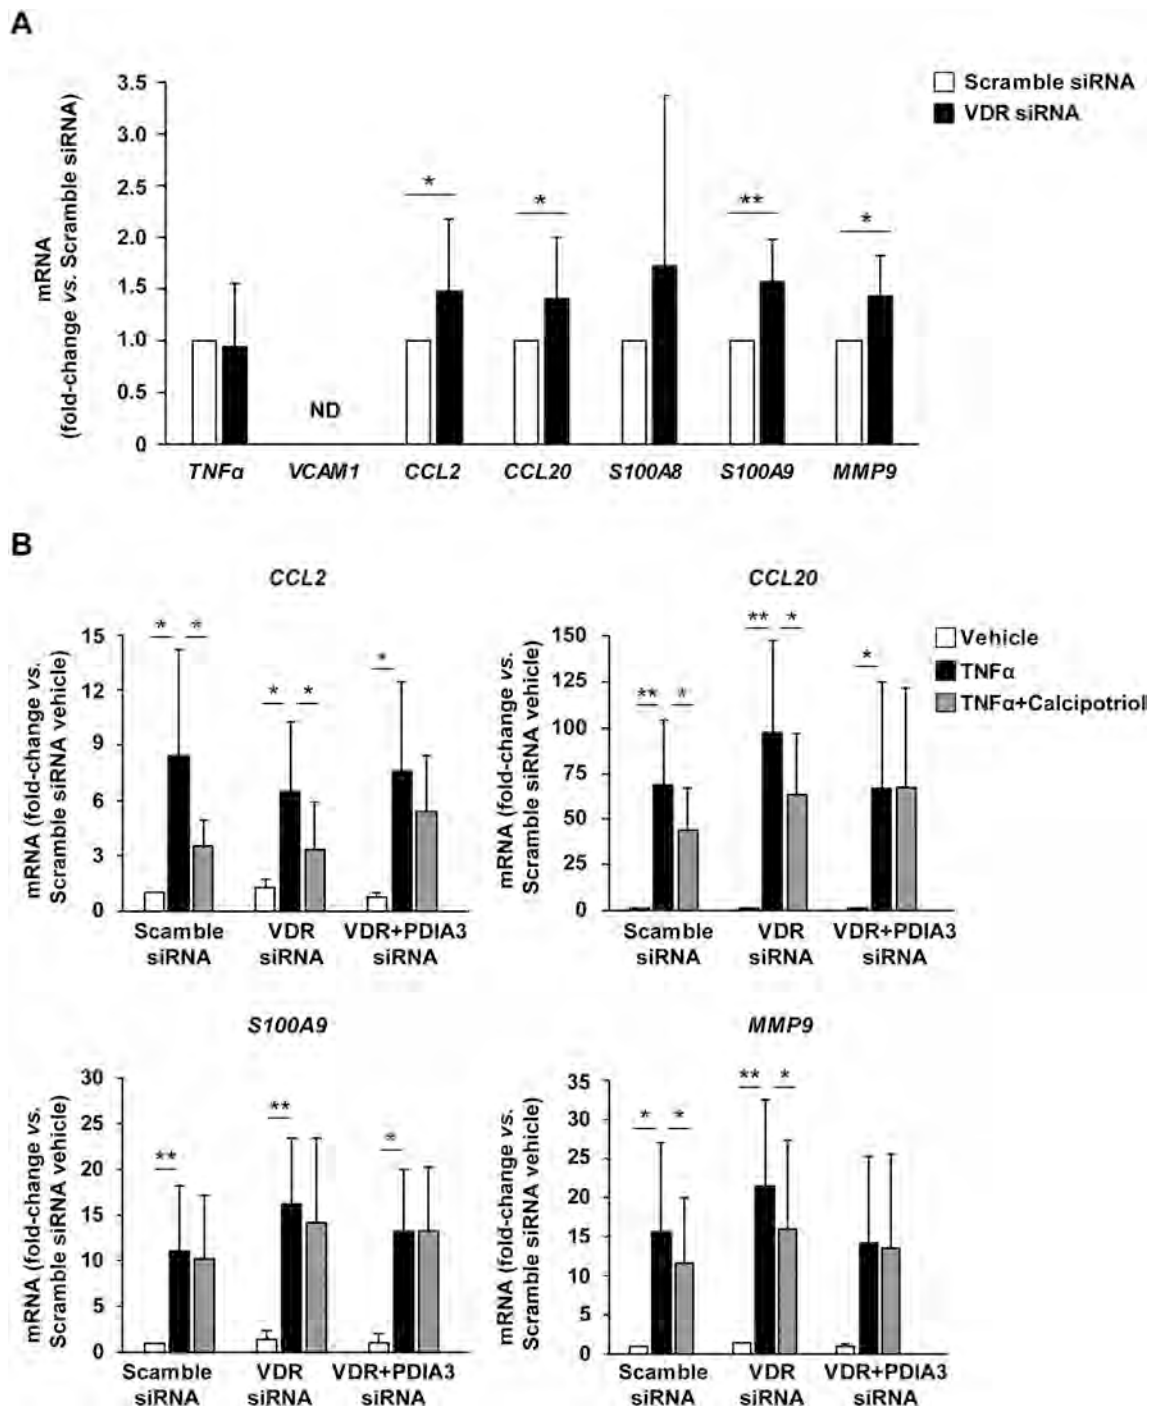 A
3.5
3.0
2.5
2.0
1.5
1.0
0.5
0
mRNA
(fold-change vs. Scramble siRNA)
Scramble siRNA
VDR siRNA
*
*
**
*
ND
TNFα VCAM1 CCL2 CCL20 S100A8 S100A9 MMP9
B
CCL2
mRNA (fold-change vs.
Scramble siRNA vehicle)
15
12
9
6
3
0
* *
* *
*
Scamble
siRNA
VDR
siRNA
VDR+PDIA3
siRNA
CCL20
mRNA (fold-change vs.
Scramble siRNA vehicle)
150
125
100
75
50
25
0
** *
** *
*
Scamble
siRNA
VDR
siRNA
VDR+PDIA3
siRNA
Vehicle
TNFα
TNFα+Calcipotriol
S100A9
mRNA (fold-change vs.
Scramble siRNA vehicle)
30
25
20
15
10
5
0
**
**
*
Scamble
siRNA
VDR
siRNA
VDR+PDIA3
siRNA
MMP9
mRNA (fold-change vs.
Scramble siRNA vehicle)
35
30
25
20
15
10
5
0
* *
** *
Scamble
siRNA
VDR
siRNA
VDR+PDIA3
siRNA